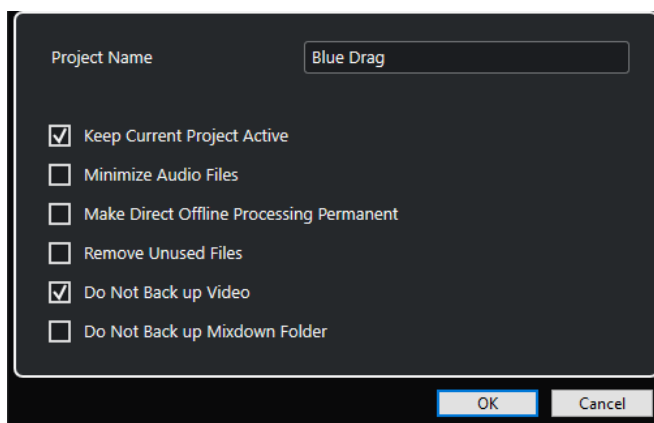 Project Name
Blue Drag
Keep Current Project Active
Minimize Audio Files
Make Direct Offline Processing Permanent
Remove Unused Files
Do Not Back up Video
Do Not Back up Mixdown Folder
OK
Cancel